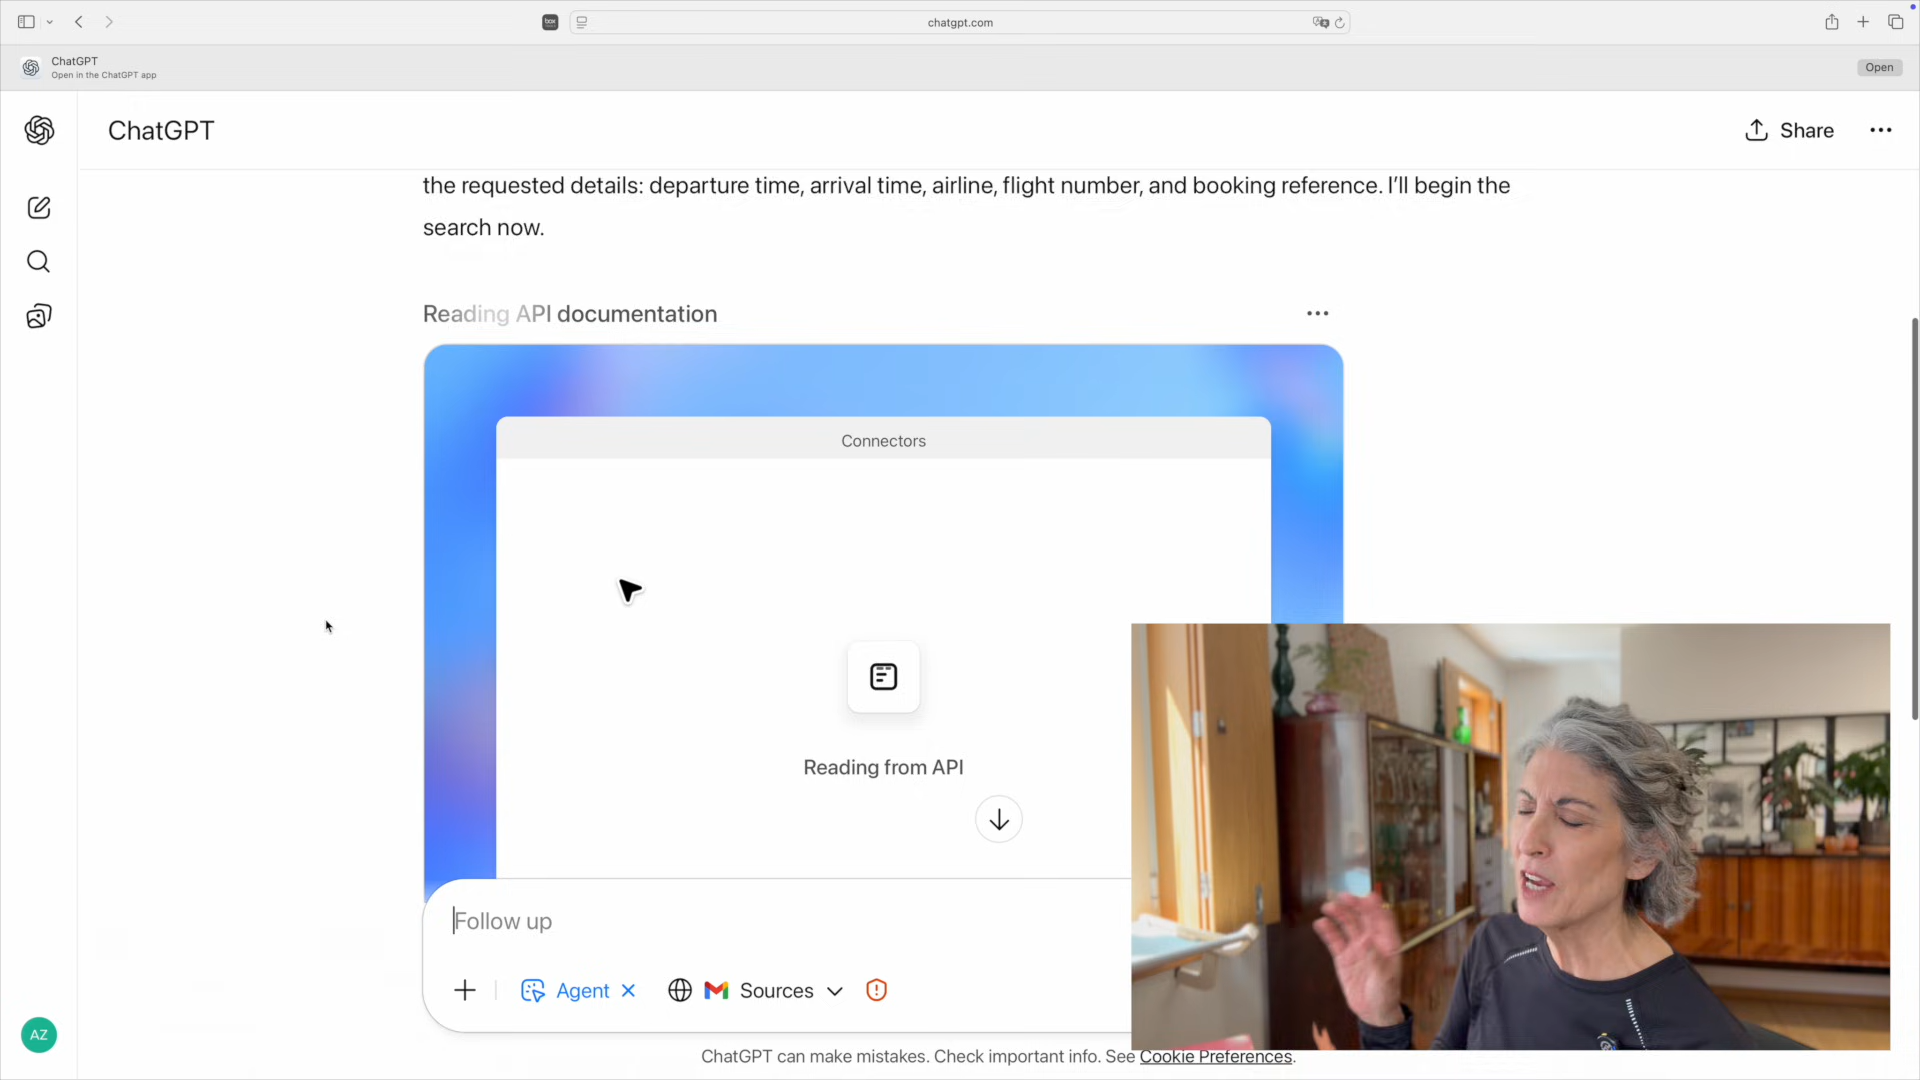 chatgpt.com
ChatGPT
Open in the ChatGPT app
Open
ChatGPT
Share
the requested details: departure time, arrival time, airline, flight number, and booking reference. I’ll begin the
search now.
Reading API documentation
Connectors
Reading from API
Follow up
Agent
Sources
AZ
ChatGPT can make mistakes. Check important info. See Cookie Preferences.